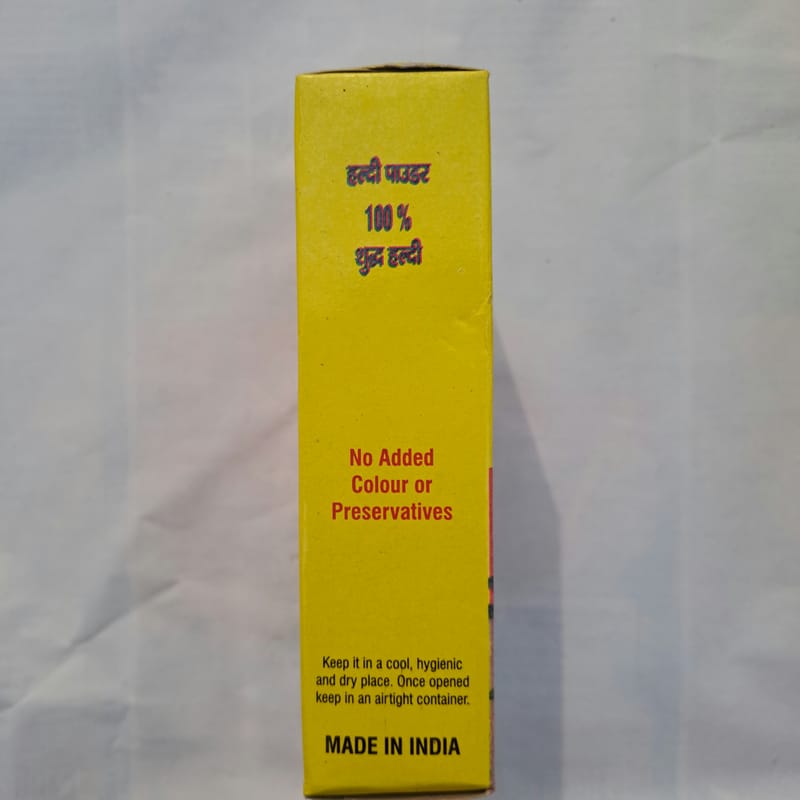 हल्दी पाउडर
100 %
शुद्ध हल्दी
No Added
Colour or
Preservatives
Keep it in a cool, hygienic
and dry place. Once opened
keep in an airtight container.
MADE IN INDIA